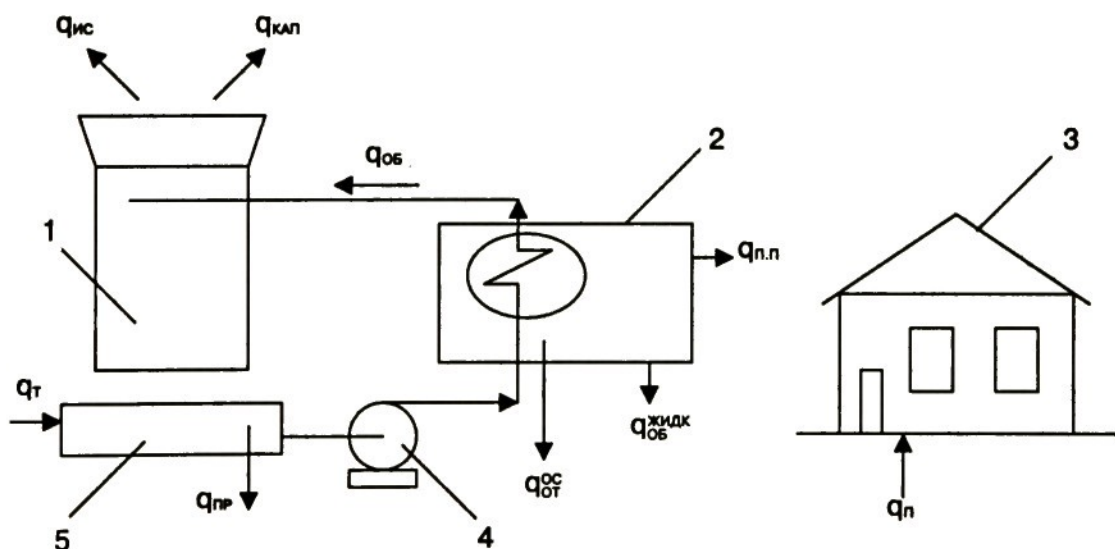 qис
qкап
qоб
2
3
1
qп.п
qт
qоб жидк
qот ос
qпр
5
4
qп